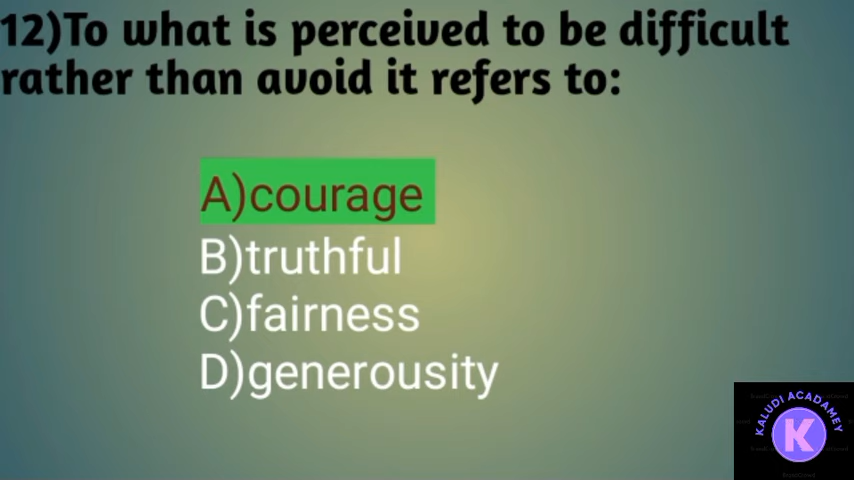 12)To what is perceived to be difficult
rather than avoid it refers to:
A)courage
B)truthful
C)fairness
D)generousity
KALUDI ACADAMEY
K